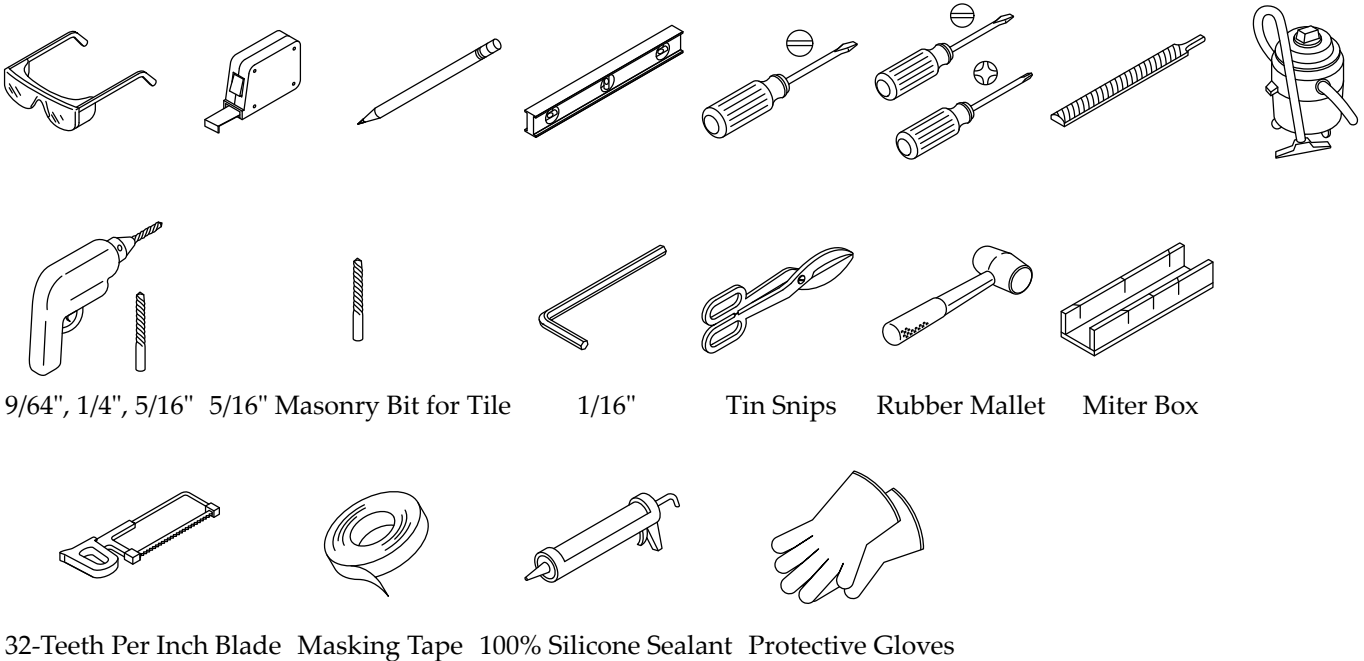 9/64", 1/4", 5/16" 5/16" Masonry Bit for Tile 1/16" Tin Snips Rubber Mallet Miter Box
32-Teeth Per Inch Blade Masking Tape 100% Silicone Sealant Protective Gloves